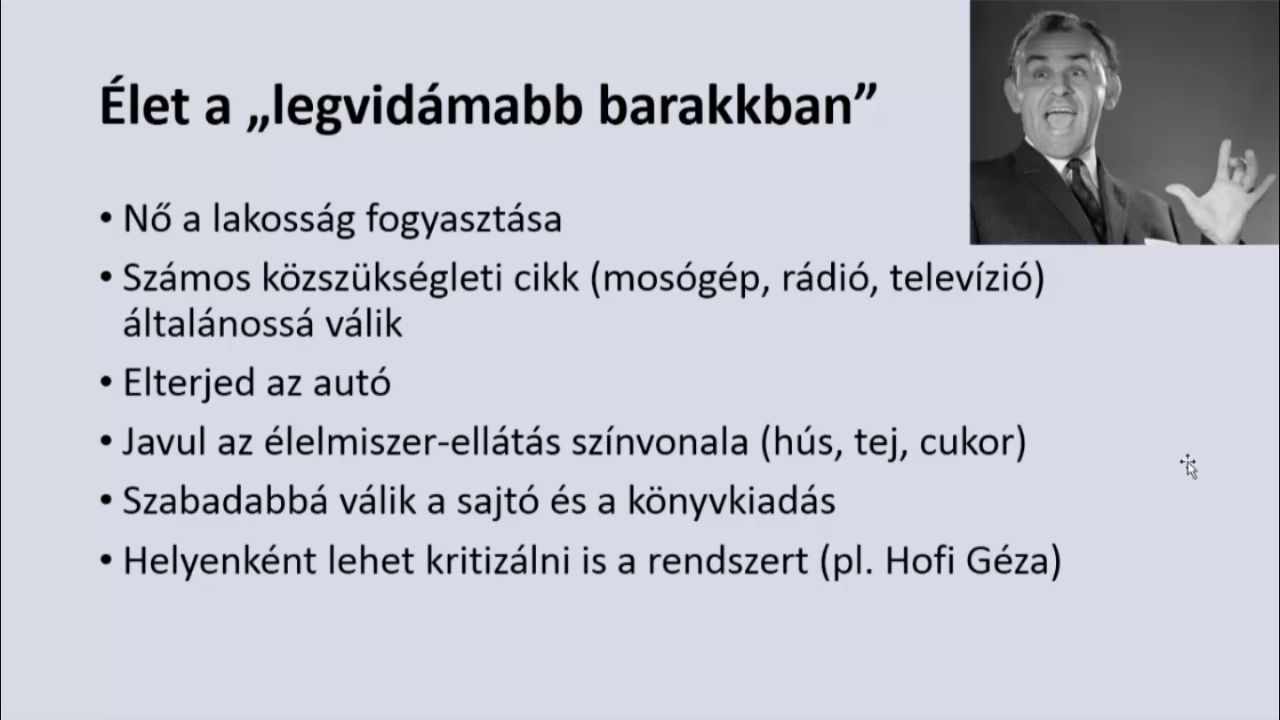 Élet a „legvidámabb barakkban”
• Nő a lakosság fogyasztása
• Számos közszükségleti cikk (mosógép, rádió, televízió)
általánossá válik
• Elterjed az autó
• Javul az élelmiszer-ellátás színvonala (hús, tej, cukor)
• Szabadabbá válik a sajtó és a könyvkiadás
• Helyenként lehet kritizálni is a rendszert (pl. Hofi Géza)